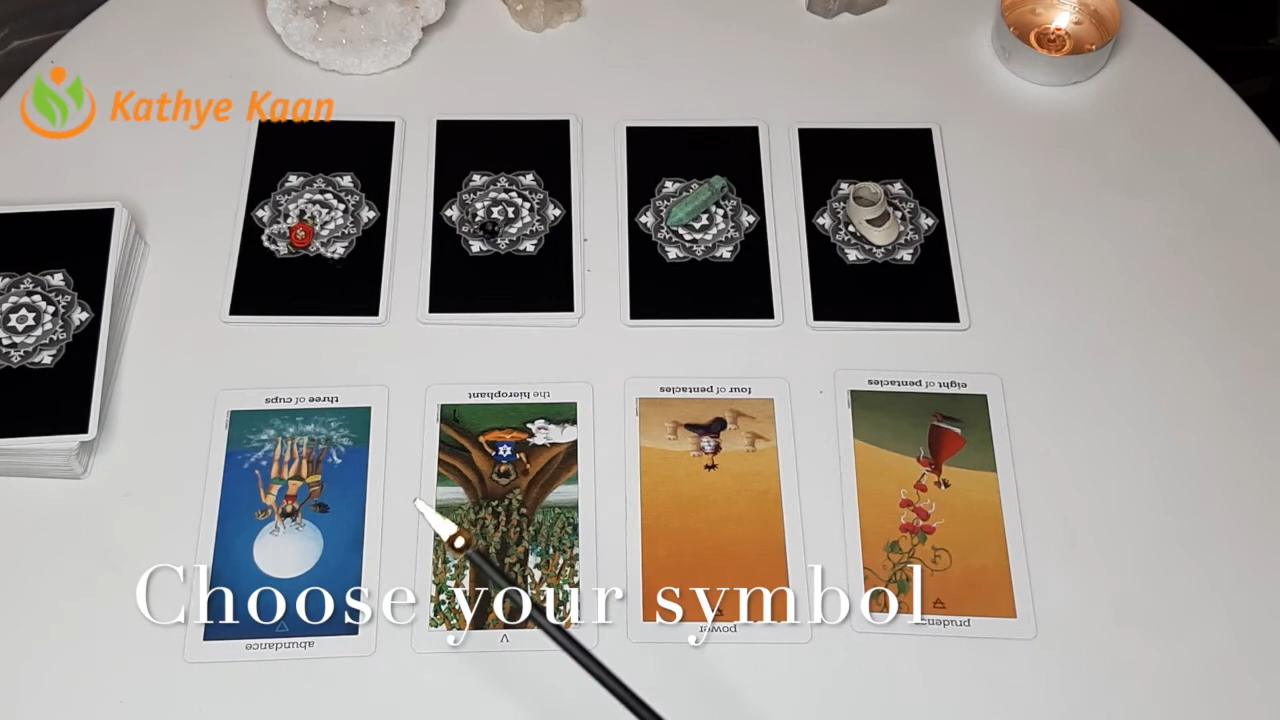 Kathye Kaan
three of cups
the hierophant
four of pentacles
eight of pentacles
Choose your symbol
abundance
V
power
prudence